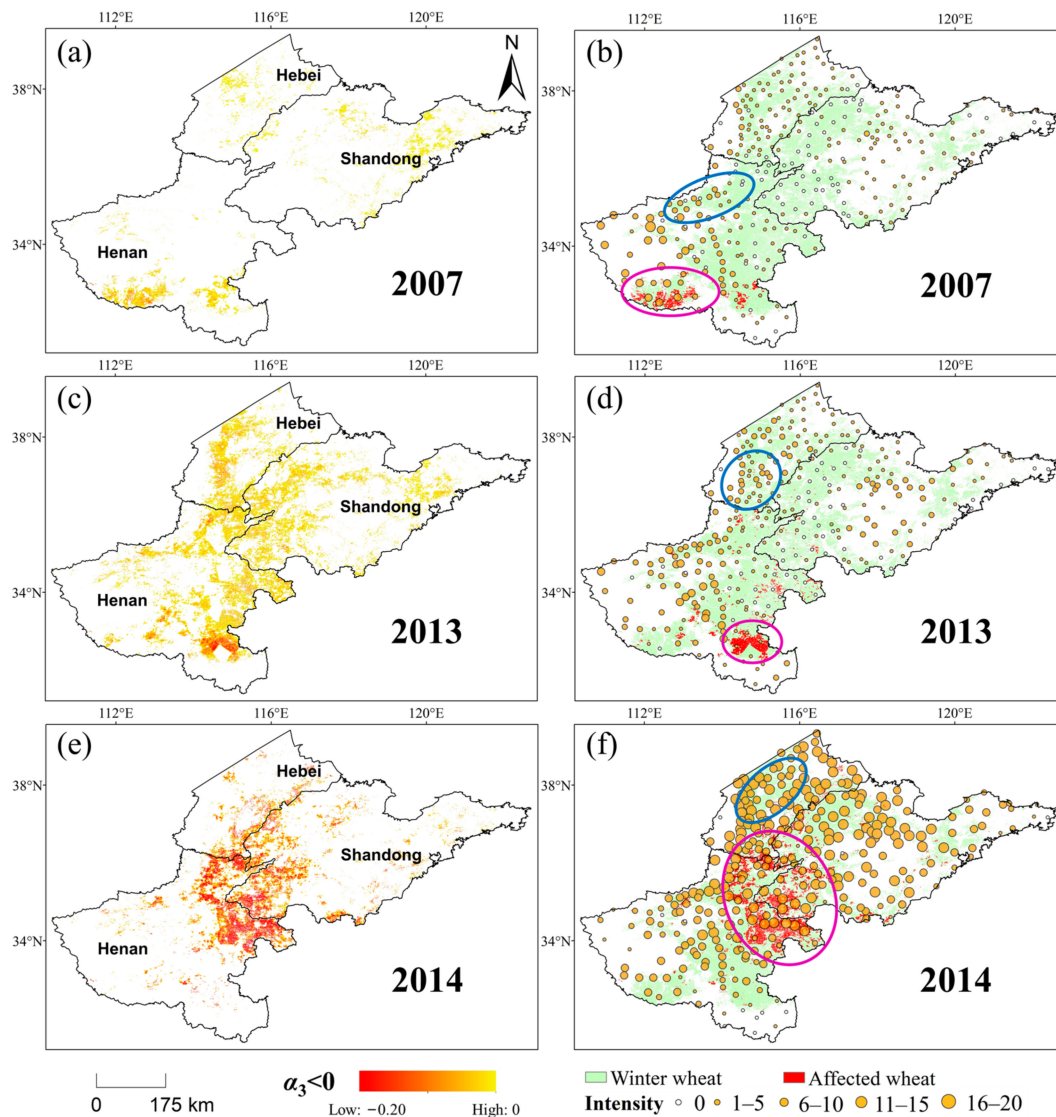 112°E 116°E 120°E 112°E 116°E 120°E
(a) N (b)
Hebei
38°N 38°N
Shandong
34°N 34°N
Henan
2007 2007
112°E 116°E 120°E 112°E 116°E 120°E
(c) (d)
Hebei
38°N 38°N
Shandong
34°N 34°N
Henan
2013 2013
112°E 116°E 120°E 112°E 116°E 120°E
(e) (f)
Hebei
38°N 38°N
Shandong
34°N 34°N
Henan
2014 2014
α₃<0 Winter wheat Affected wheat
0 175 km Low: −0.20 High: 0 Intensity 0 1–5 6–10 11–15 16–20